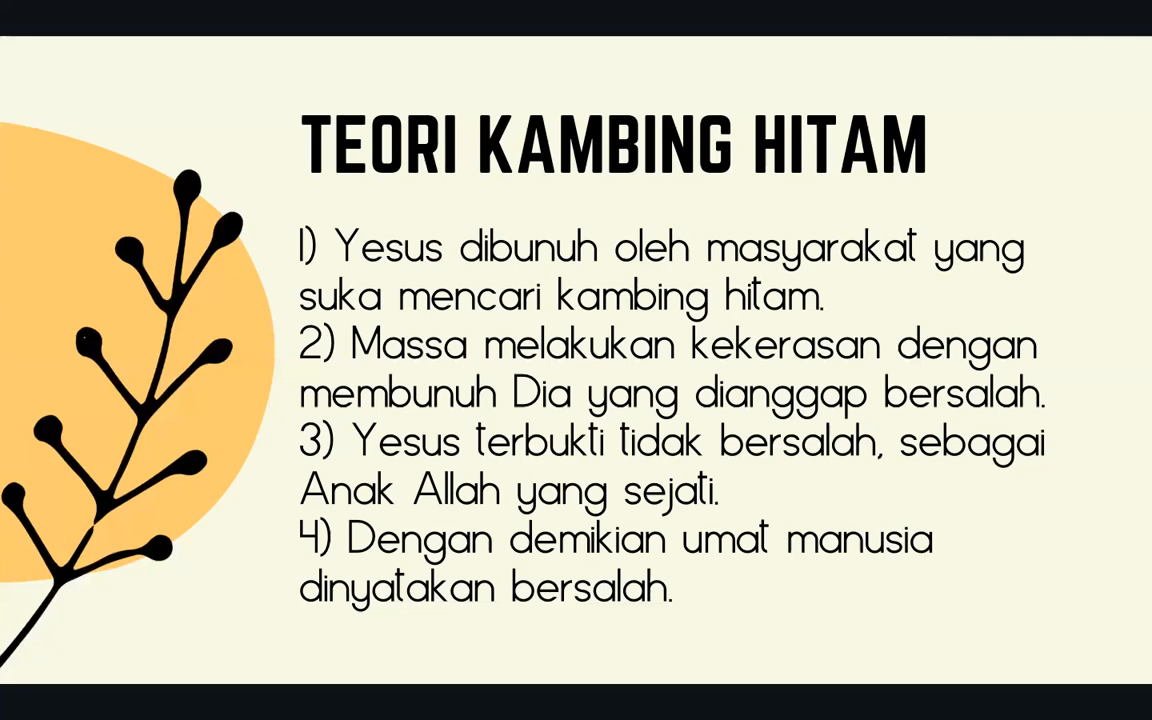 TEORI KAMBING HITAM
1) Yesus dibunuh oleh masyarakat yang
suka mencari kambing hitam.
2) Massa melakukan kekerasan dengan
membunuh Dia yang dianggap bersalah.
3) Yesus terbukti tidak bersalah, sebagai
Anak Allah yang sejati.
4) Dengan demikian umat manusia
dinyatakan bersalah.